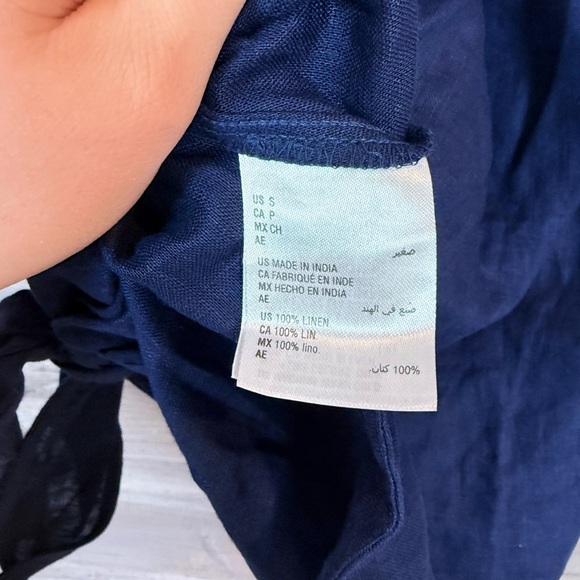 US S
CA P
MX CH
AE صغير
US MADE IN INDIA
CA FABRIQUÉ EN INDE
MX HECHO EN INDIA
AE صنع في الهند
US 100% LINEN
CA 100% LIN.
MX 100% lino.
AE 100% كتان.